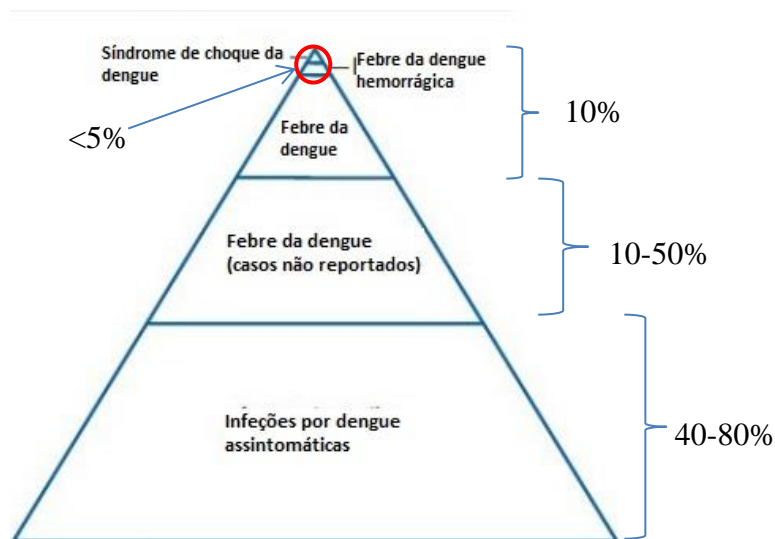 Síndrome de choque da
dengue
Febre da dengue
hemorrágica
<5%
10%
Febre da
dengue
Febre da dengue
(casos não reportados)
10-50%
Infeções por dengue
assintomáticas
40-80%